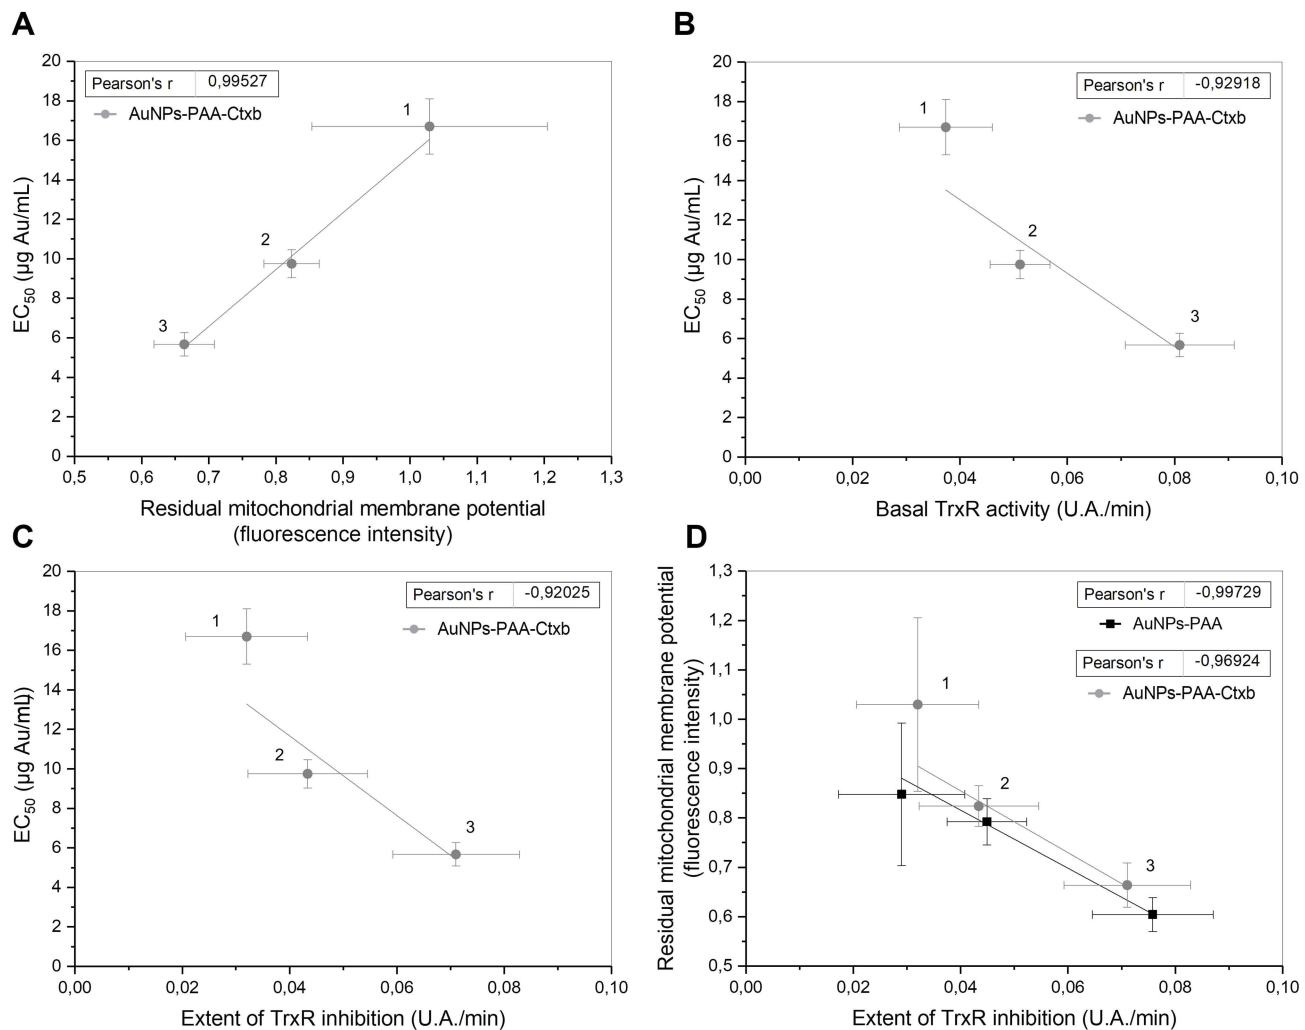 A
Pearson's r 0,99527
AuNPs-PAA-Ctxb
1
2
3
20
18
16
14
12
10
8
6
4
2
0
EC50 (µg Au/mL)
0,5 0,6 0,7 0,8 0,9 1,0 1,1 1,2 1,3
Residual mitochondrial membrane potential
(fluorescence intensity)
B
Pearson's r -0,92918
AuNPs-PAA-Ctxb
1
2
3
20
18
16
14
12
10
8
6
4
2
0
EC50 (µg Au/mL)
0,00 0,02 0,04 0,06 0,08 0,10
Basal TrxR activity (U.A./min)
C
Pearson's r -0,92025
AuNPs-PAA-Ctxb
1
2
3
20
18
16
14
12
10
8
6
4
2
0
EC50 (µg Au/mL))
0,00 0,02 0,04 0,06 0,08 0,10
Extent of TrxR inhibition (U.A./min)
D
Pearson's r -0,99729
AuNPs-PAA
Pearson's r -0,96924
AuNPs-PAA-Ctxb
1
2
3
1,3
1,2
1,1
1,0
0,9
0,8
0,7
0,6
0,5
Residual mitochondrial membrane potential
(fluorescence intensity)
0,00 0,02 0,04 0,06 0,08 0,10
Extent of TrxR inhibition (U.A./min)